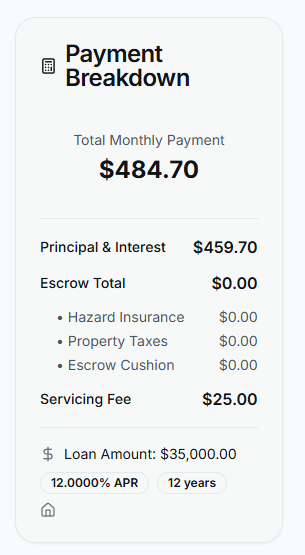 Payment
Breakdown
Total Monthly Payment
$484.70
Principal & Interest $459.70
Escrow Total $0.00
• Hazard Insurance $0.00
• Property Taxes $0.00
• Escrow Cushion $0.00
Servicing Fee $25.00
$ Loan Amount: $35,000.00
12.0000% APR 12 years